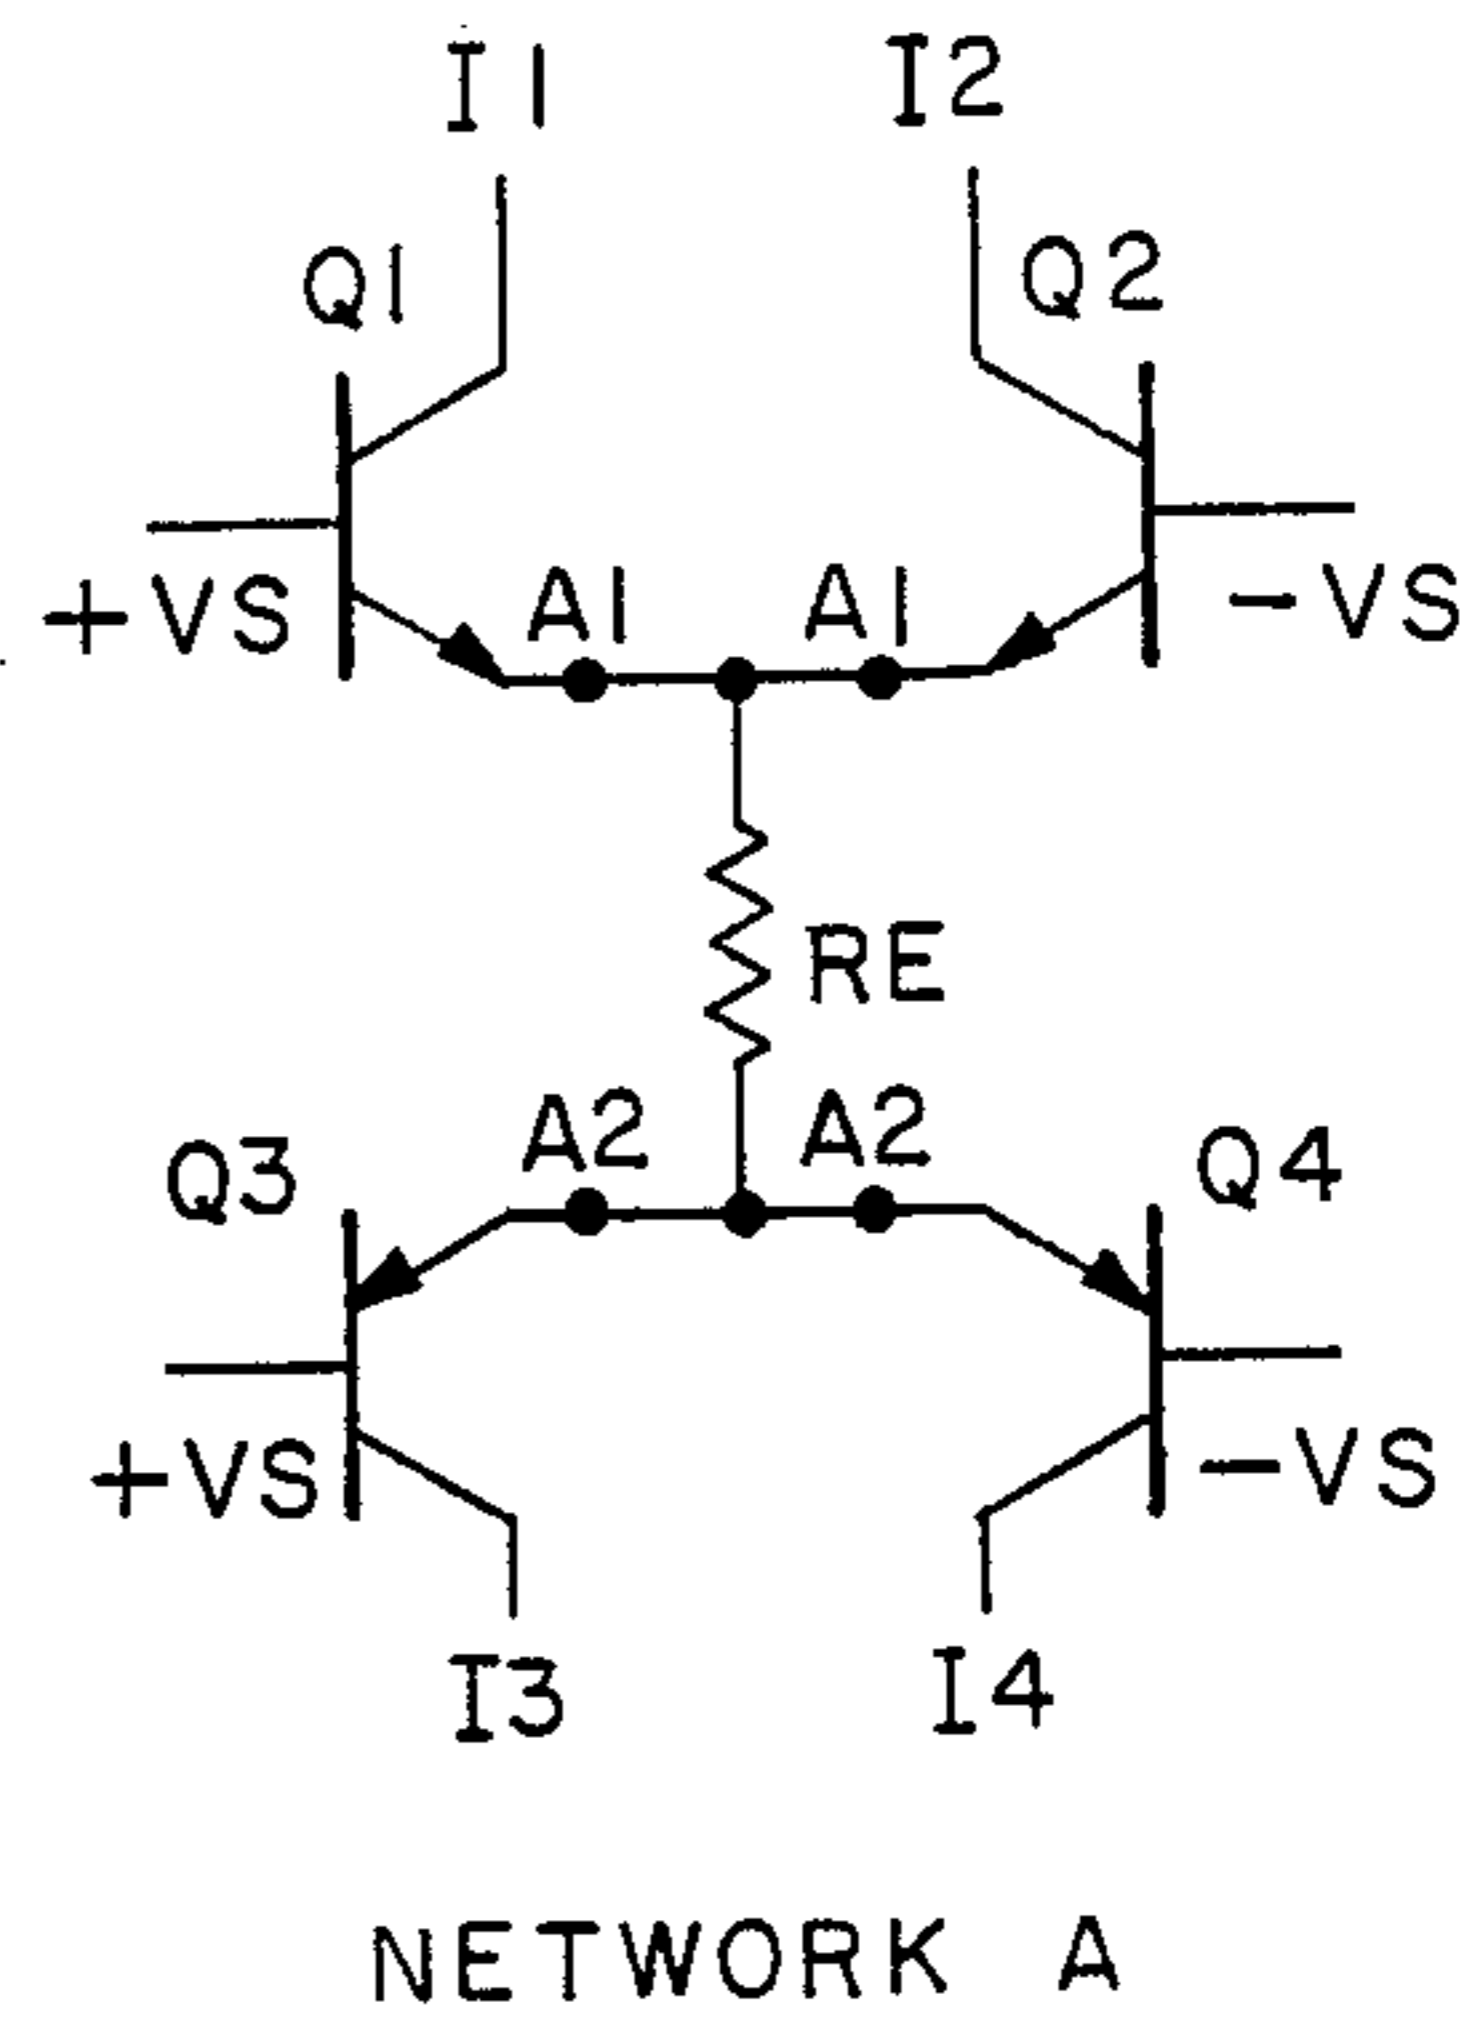 I1 I2
Q1 Q2
+VS A1 A1 -VS
RE
Q3 A2 A2 Q4
+VS -VS
I3 I4
NETWORK A